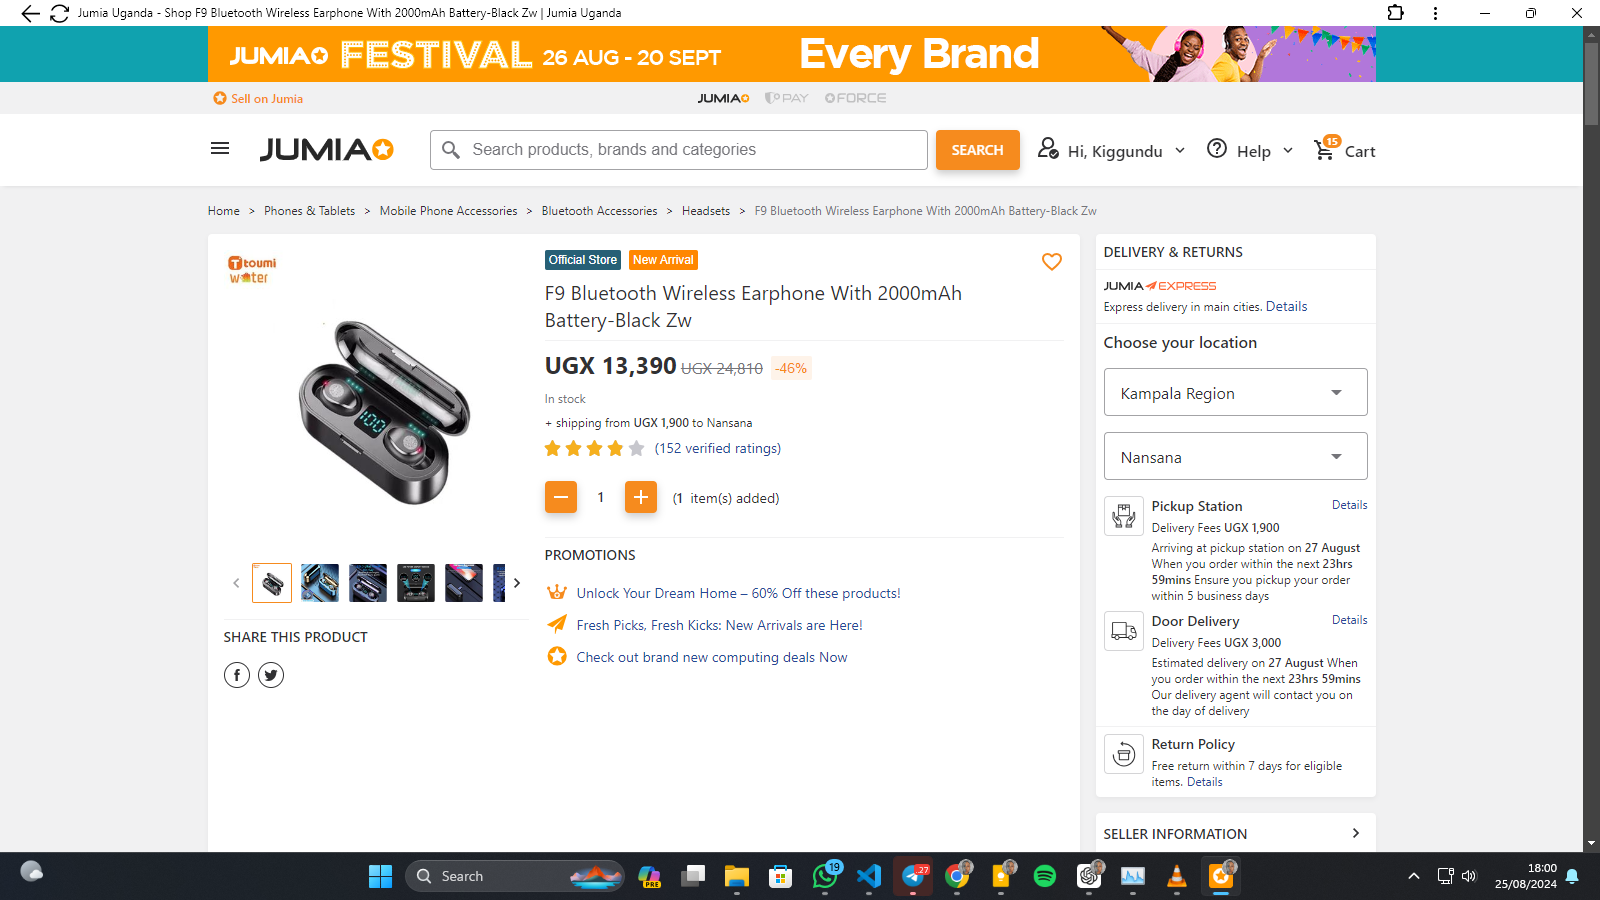 Jumia Uganda - Shop F9 Bluetooth Wireless Earphone With 2000mAh Battery-Black Zw | Jumia Uganda
JUMIA FESTIVAL 26 AUG - 20 SEPT Every Brand
Sell on Jumia
JUMIA PAY FORCE
JUMIA
Search products, brands and categories
SEARCH
Hi, Kiggundu
Help
15
Cart
Home > Phones & Tablets > Mobile Phone Accessories > Bluetooth Accessories > Headsets > F9 Bluetooth Wireless Earphone With 2000mAh Battery-Black Zw
toumi
water
100
SHARE THIS PRODUCT
Official Store New Arrival
F9 Bluetooth Wireless Earphone With 2000mAh
Battery-Black Zw
UGX 13,390 UGX 24,810 -46%
In stock
+ shipping from UGX 1,900 to Nansana
(152 verified ratings)
1 (1 item(s) added)
PROMOTIONS
Unlock Your Dream Home – 60% Off these products!
Fresh Picks, Fresh Kicks: New Arrivals are Here!
Check out brand new computing deals Now
DELIVERY & RETURNS
JUMIA EXPRESS
Express delivery in main cities. Details
Choose your location
Kampala Region
Nansana
Pickup Station Details
Delivery Fees UGX 1,900
Arriving at pickup station on 27 August
When you order within the next 23hrs
59mins Ensure you pickup your order
within 5 business days
Door Delivery Details
Delivery Fees UGX 3,000
Estimated delivery on 27 August When
you order within the next 23hrs 59mins
Our delivery agent will contact you on
the day of delivery
Return Policy
Free return within 7 days for eligible
items. Details
SELLER INFORMATION
Search
PRE
19
.27
18:00
25/08/2024